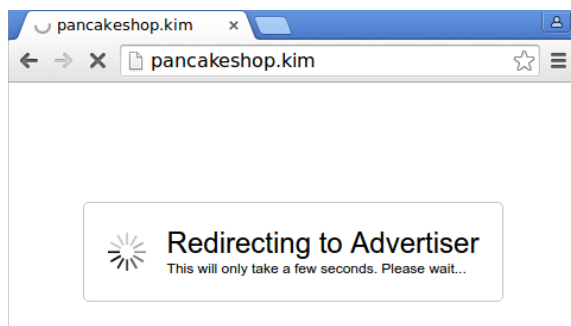 pancakeshop.kim
pancakeshop.kim
Redirecting to Advertiser
This will only take a few seconds. Please wait...